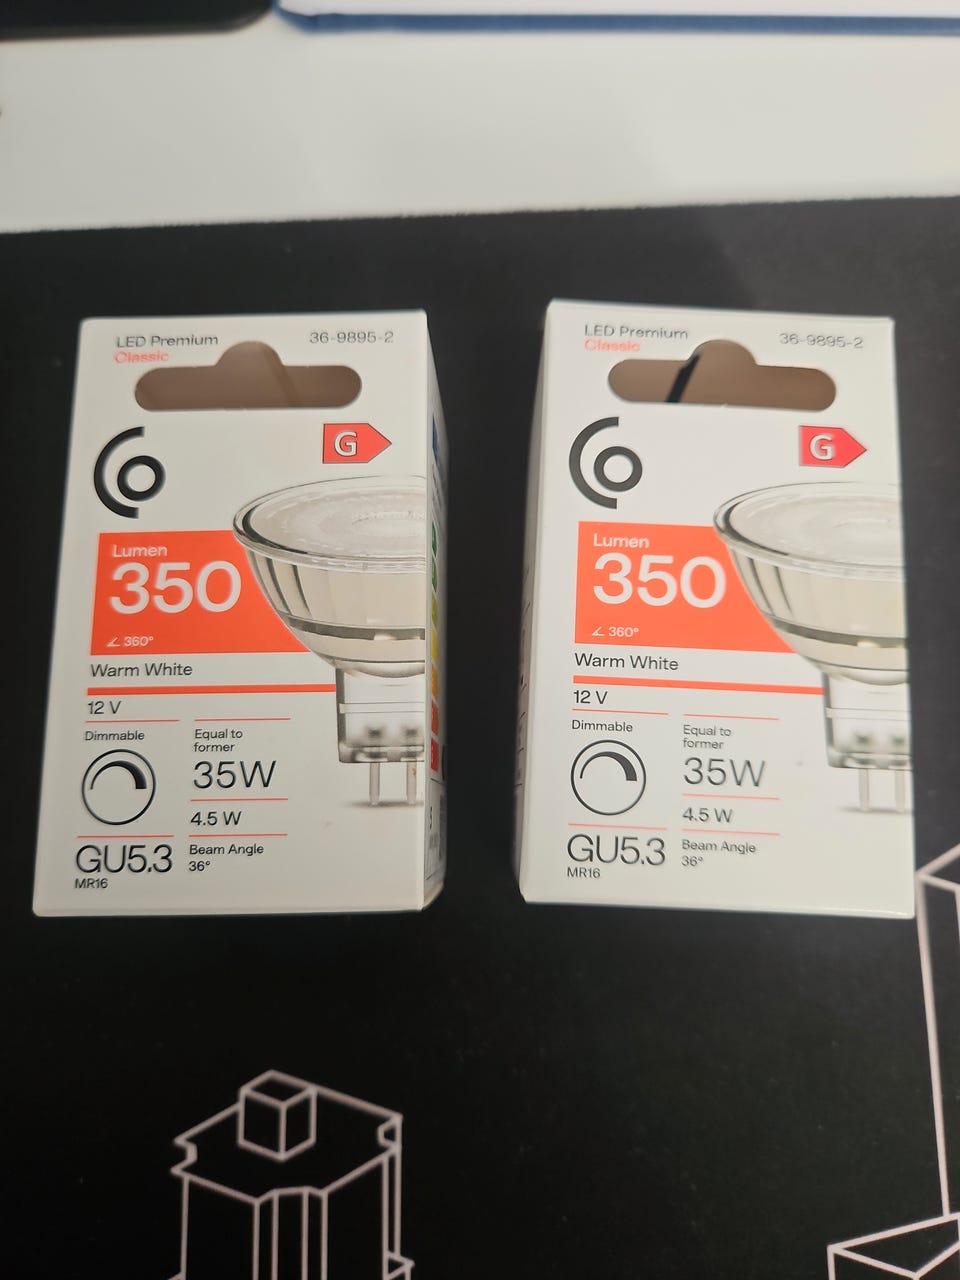 LED Premium
Classic
36-9895-2
G
Lumen
350
360°
Warm White
12 V
Dimmable
Equal to
former
35W
4.5 W
GU5.3
MR16
Beam Angle
36°
LED Premium
Classic
36-9895-2
G
Lumen
350
360°
Warm White
12 V
Dimmable
Equal to
former
35W
4.5 W
GU5.3
MR16
Beam Angle
36°